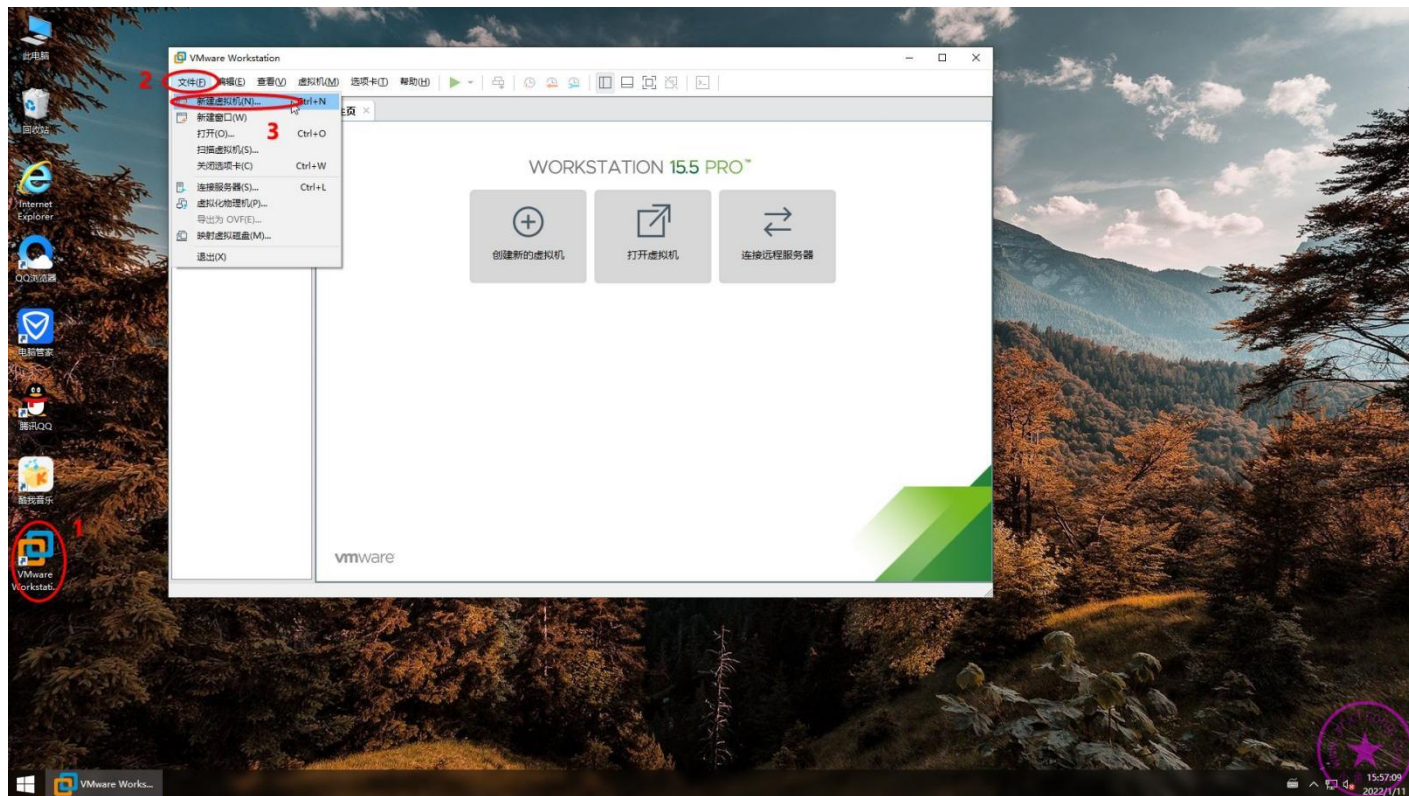 此电脑
回收站
Internet
Explorer
QQ浏览器
电脑管家
腾讯QQ
酷我音乐
1
VMware
Workstati...
VMware Workstation
2
文件(F) 编辑(E) 查看(V) 虚拟机(M) 选项卡(T) 帮助(H)
新建虚拟机(N)... Ctrl+N
新建窗口(W)
3
打开(O)... Ctrl+O
扫描虚拟机(S)...
关闭选项卡(C) Ctrl+W
连接服务器(S)... Ctrl+L
虚拟化物理机(P)...
导出为 OVF(E)...
映射虚拟磁盘(M)...
退出(X)
主页
WORKSTATION 15.5 PRO™
创建新的虚拟机
打开虚拟机
连接远程服务器
vmware
VMware Works...
15:57:09
2022/1/11